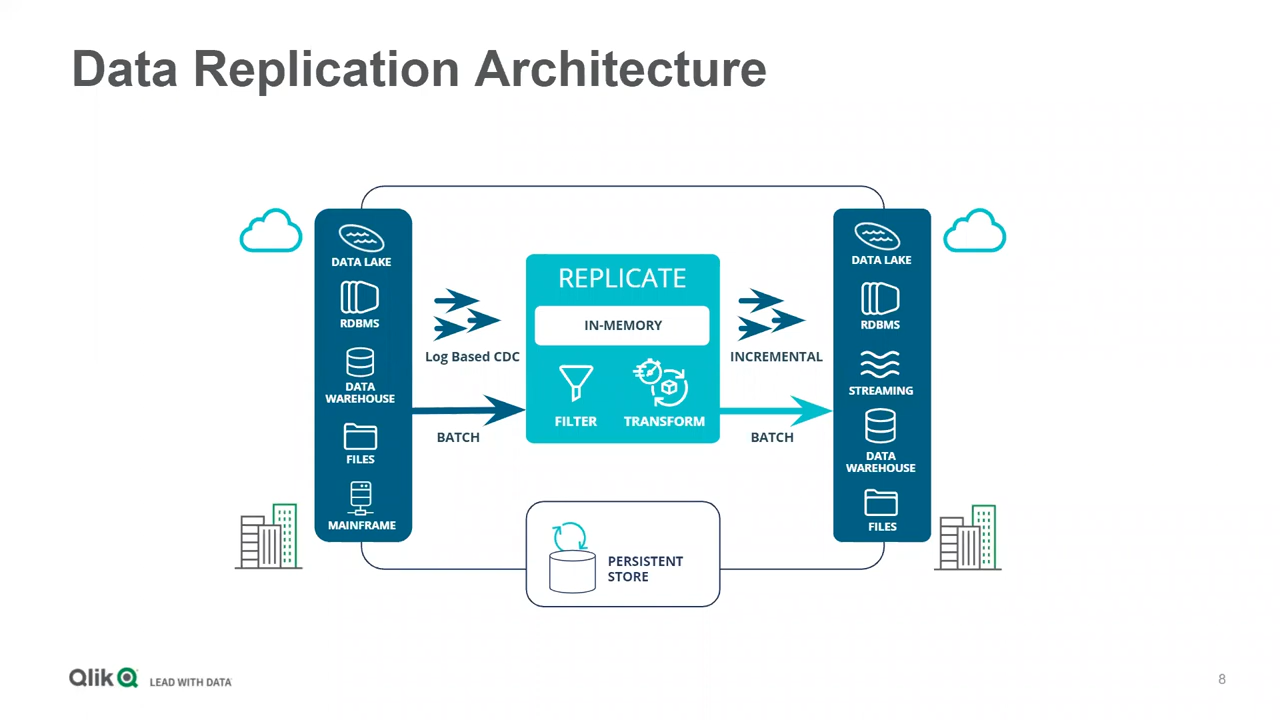 Data Replication Architecture
DATA LAKE
RDBMS
DATA
WAREHOUSE
FILES
MAINFRAME
Log Based CDC
BATCH
REPLICATE
IN-MEMORY
FILTER
TRANSFORM
INCREMENTAL
BATCH
DATA LAKE
RDBMS
STREAMING
DATA
WAREHOUSE
FILES
PERSISTENT
STORE
Qlik LEAD WITH DATA
8